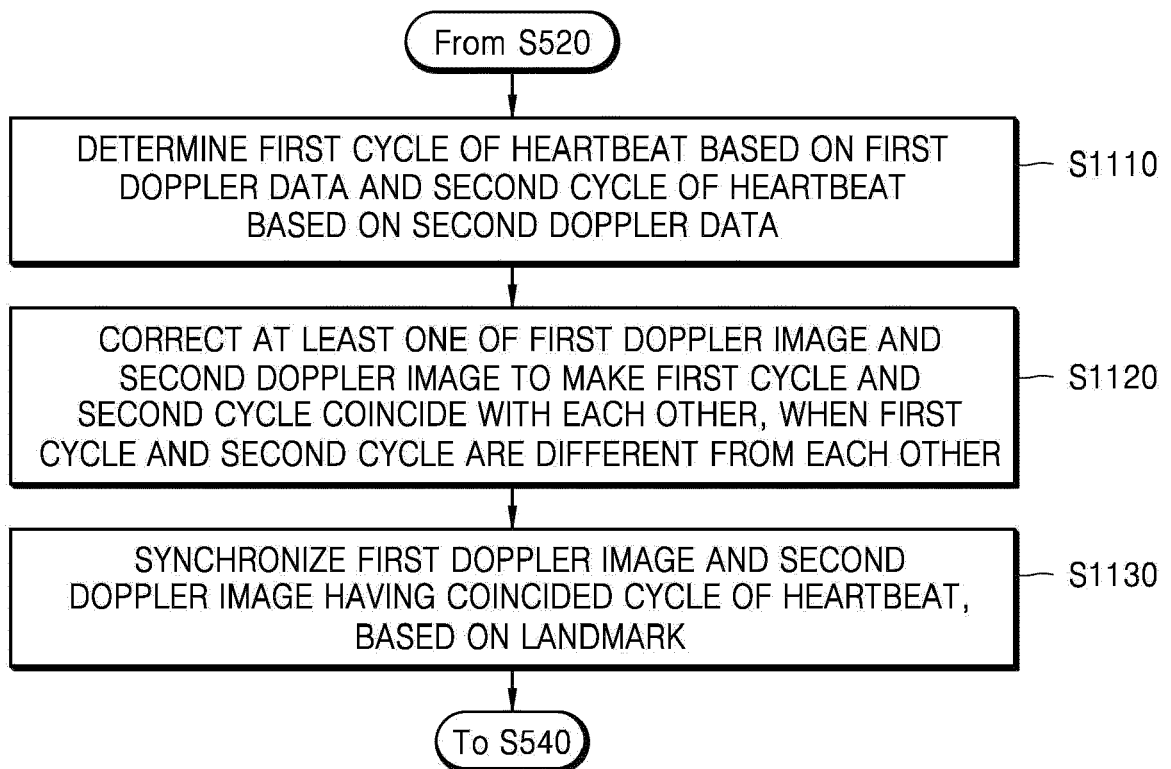 From S520
DETERMINE FIRST CYCLE OF HEARTBEAT BASED ON FIRST
DOPPLER DATA AND SECOND CYCLE OF HEARTBEAT
BASED ON SECOND DOPPLER DATA
S1110
CORRECT AT LEAST ONE OF FIRST DOPPLER IMAGE AND
SECOND DOPPLER IMAGE TO MAKE FIRST CYCLE AND
SECOND CYCLE COINCIDE WITH EACH OTHER, WHEN FIRST
CYCLE AND SECOND CYCLE ARE DIFFERENT FROM EACH OTHER
S1120
SYNCHRONIZE FIRST DOPPLER IMAGE AND SECOND
DOPPLER IMAGE HAVING COINCIDED CYCLE OF HEARTBEAT,
BASED ON LANDMARK
S1130
To S540